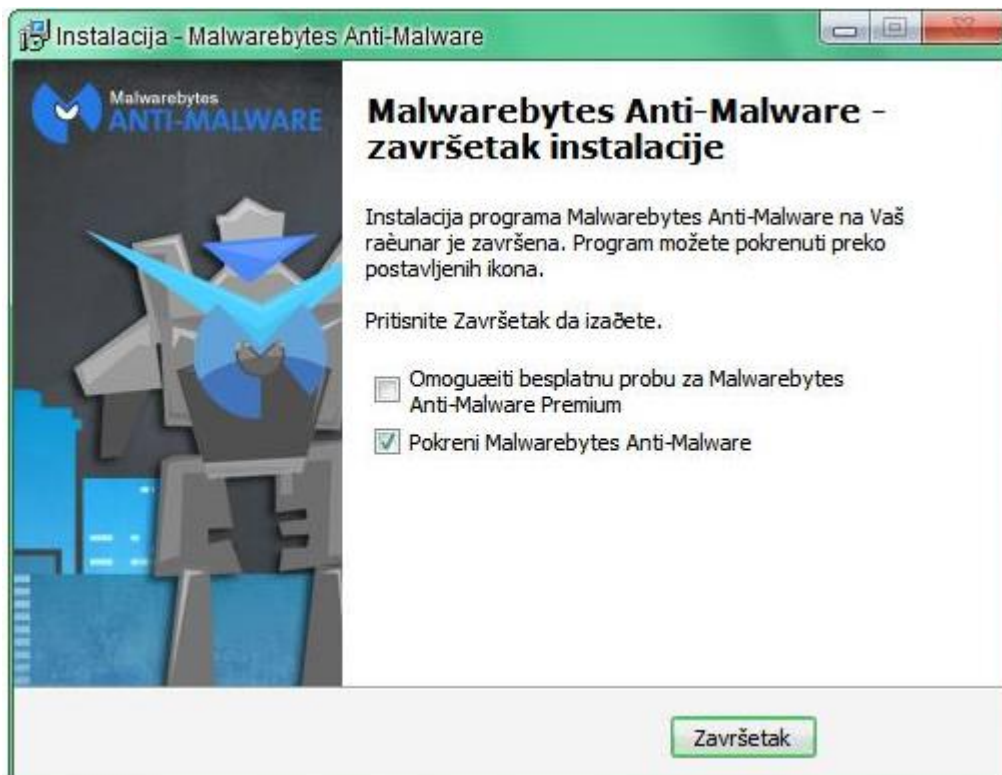 Instalacija - Malwarebytes Anti-Malware
Malwarebytes
ANTI-MALWARE
Malwarebytes Anti-Malware -
završetak instalacije
Instalacija programa Malwarebytes Anti-Malware na Vaš
raèunar je završena. Program možete pokrenuti preko
postavljenih ikona.
Pritisnite Završetak da izaðete.
Omoguæiti besplatnu probu za Malwarebytes
Anti-Malware Premium
Pokreni Malwarebytes Anti-Malware
Završetak